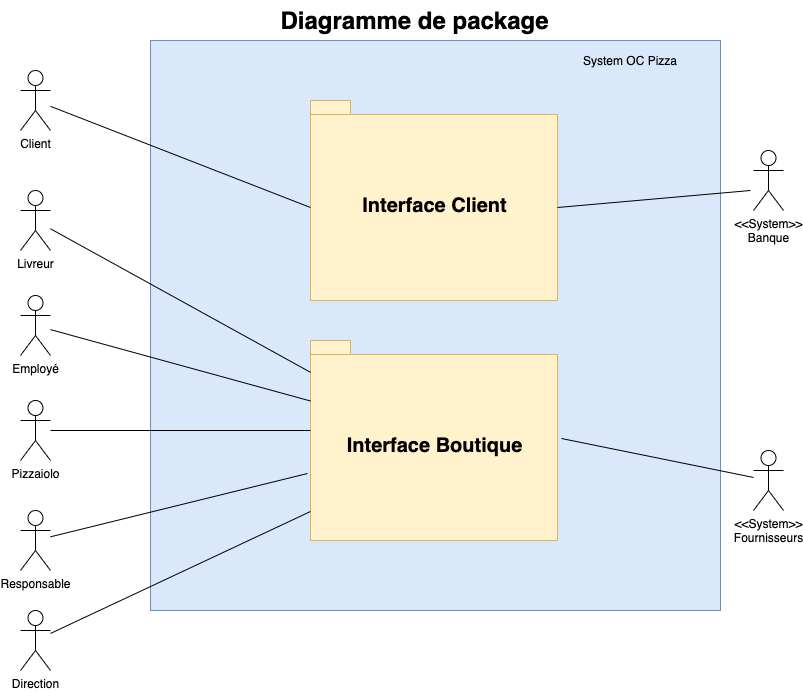 Diagramme de package
System OC Pizza
Client
Interface Client
<<System>>
Banque
Livreur
Employé
Interface Boutique
Pizzaiolo
<<System>>
Fournisseurs
Responsable
Direction